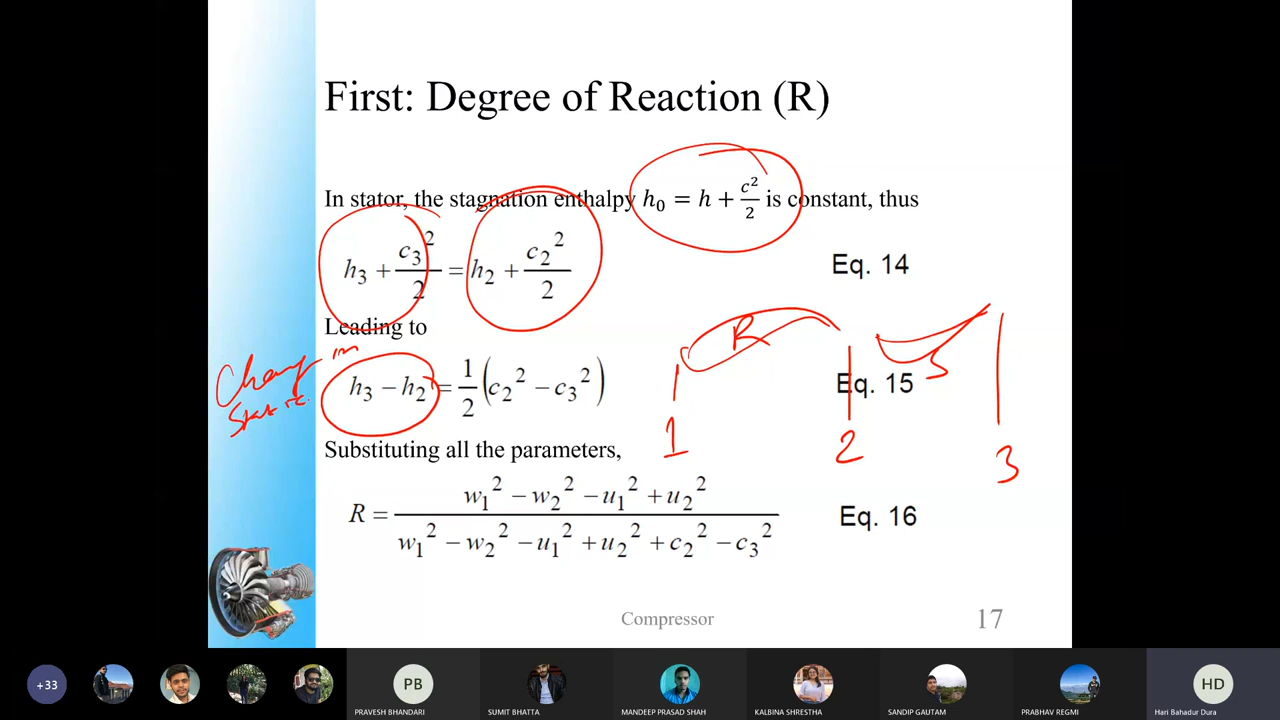 First: Degree of Reaction (R)
In stator, the stagnation enthalpy h₀ = h + c²/2 is constant, thus
h₃ + c₃²/2 = h₂ + c₂²/2 Eq. 14
Leading to
R
S
Change in
Static
h₃ − h₂ = 1/2 (c₂² − c₃²) Eq. 15
1 2 3
Substituting all the parameters,
R = (w₁² − w₂² − u₁² + u₂²) / (w₁² − w₂² − u₁² + u₂² + c₂² − c₃²) Eq. 16
Compressor 17
+33 PB HD
PRAVESH BHANDARI SUMIT BHATTA MANDEEP PRASAD SHAH KALBINA SHRESTHA SANDIP GAUTAM PRABHAV REGMI Hari Bahadur Dura